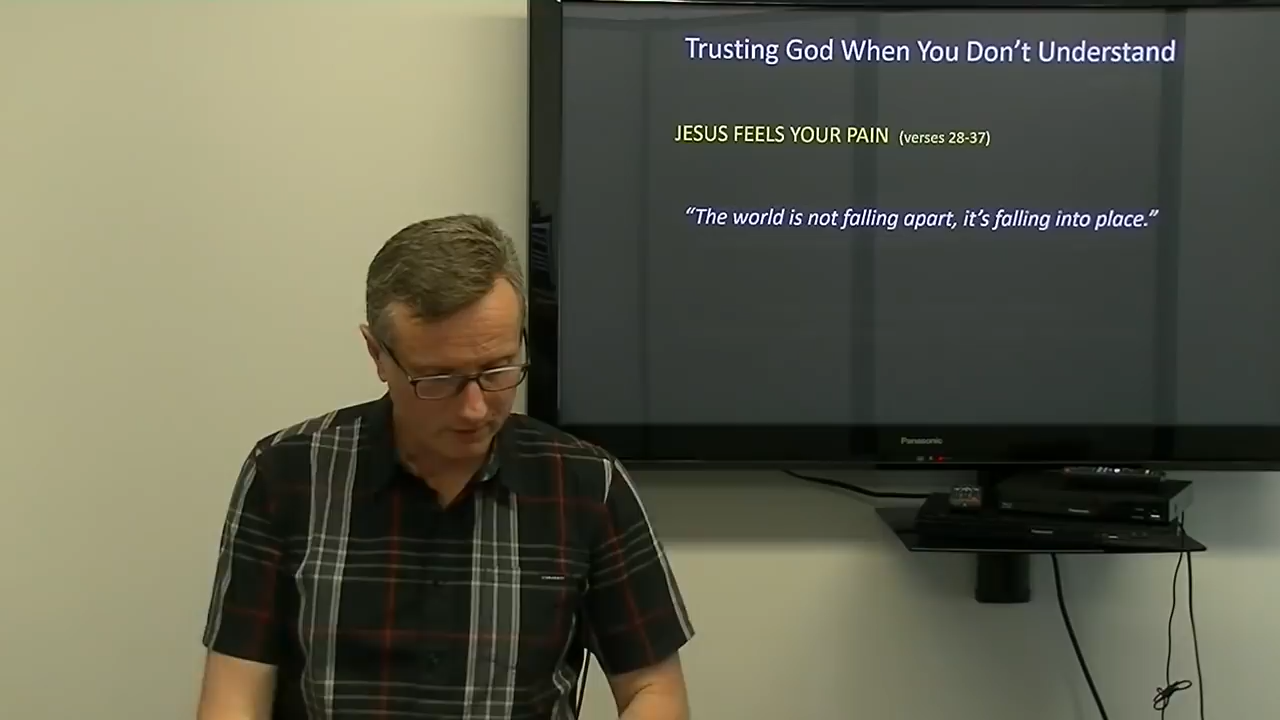 Trusting God When You Don't Understand
JESUS FEELS YOUR PAIN (verses 28-37)
“The world is not falling apart, it’s falling into place.”
Panasonic